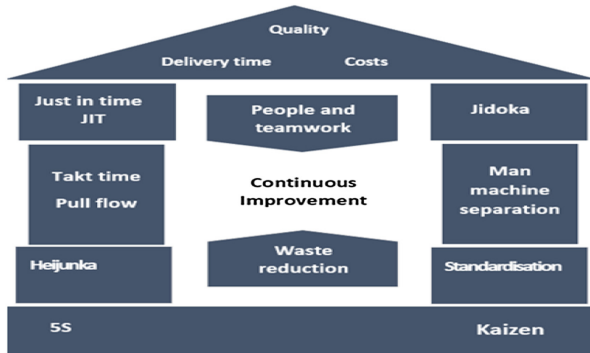 Quality
Delivery time Costs
Just in time
JIT
People and
teamwork
Jidoka
Takt time
Pull flow
Continuous
Improvement
Man
machine
separation
Heijunka
Waste
reduction
Standardisation
5S
Kaizen